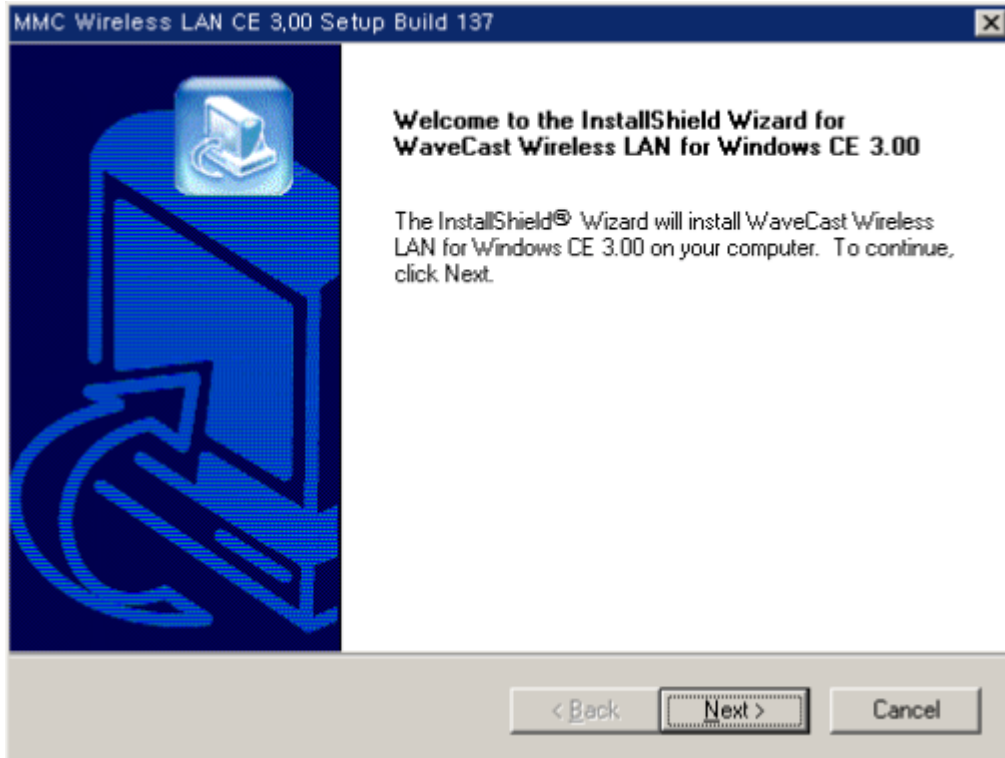 MMC Wireless LAN CE 3,00 Setup Build 137
Welcome to the InstallShield Wizard for
WaveCast Wireless LAN for Windows CE 3.00
The InstallShield® Wizard will install WaveCast Wireless
LAN for Windows CE 3.00 on your computer. To continue,
click Next.
< Back
Next >
Cancel